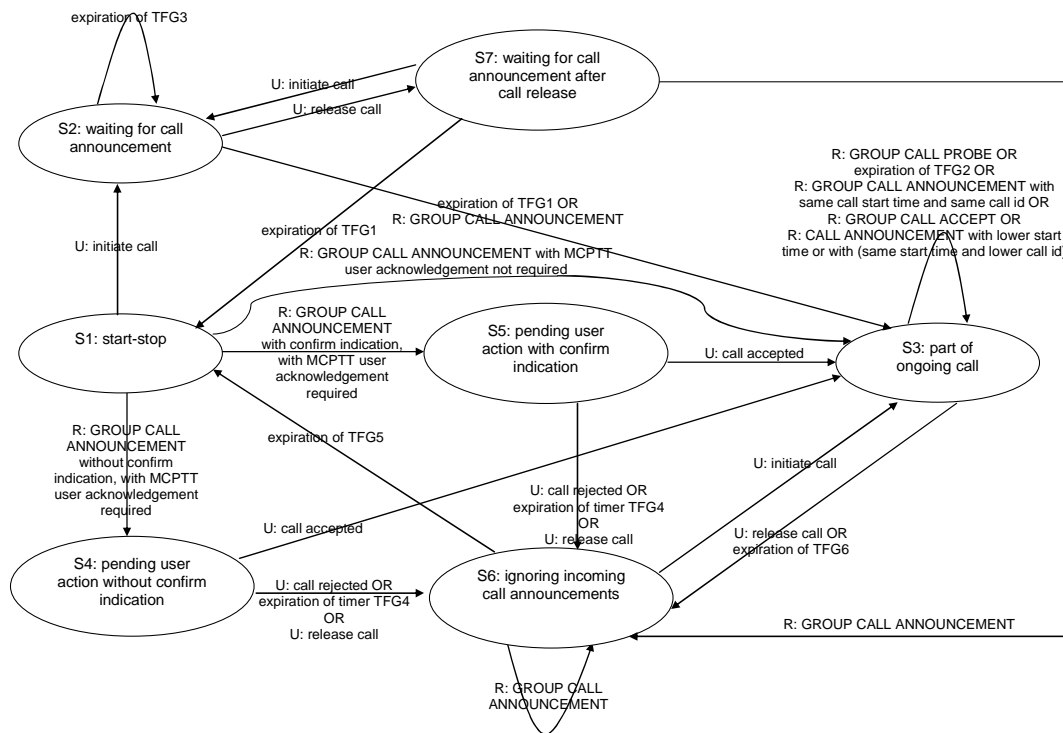 expiration of TFG3
S7: waiting for call
announcement after
call release
U: initiate call
U: release call
S2: waiting for call
announcement
R: GROUP CALL PROBE OR
expiration of TFG2 OR
R: GROUP CALL ANNOUNCEMENT with
same call start time and same call id OR
R: GROUP CALL ACCEPT OR
R: CALL ANNOUNCEMENT with lower start
time or with (same start time and lower call id)
expiration of TFG1 OR
R: GROUP CALL ANNOUNCEMENT
expiration of TFG1
U: initiate call
R: GROUP CALL ANNOUNCEMENT with MCPTT
user acknowledgement not required
S1: start-stop
R: GROUP CALL
ANNOUNCEMENT
with confirm indication,
with MCPTT user
acknowledgement
required
S5: pending user
action with confirm
indication
U: call accepted
S3: part of
ongoing call
R: GROUP CALL
ANNOUNCEMENT
without confirm
indication, with MCPTT
user acknowledgement
required
expiration of TFG5
U: initiate call
U: call rejected OR
expiration of timer TFG4
OR
U: release call
U: call accepted
U: release call OR
expiration of TFG6
S4: pending user
action without confirm
indication
U: call rejected OR
expiration of timer TFG4
OR
U: release call
S6: ignoring incoming
call announcements
R: GROUP CALL ANNOUNCEMENT
R: GROUP CALL
ANNOUNCEMENT